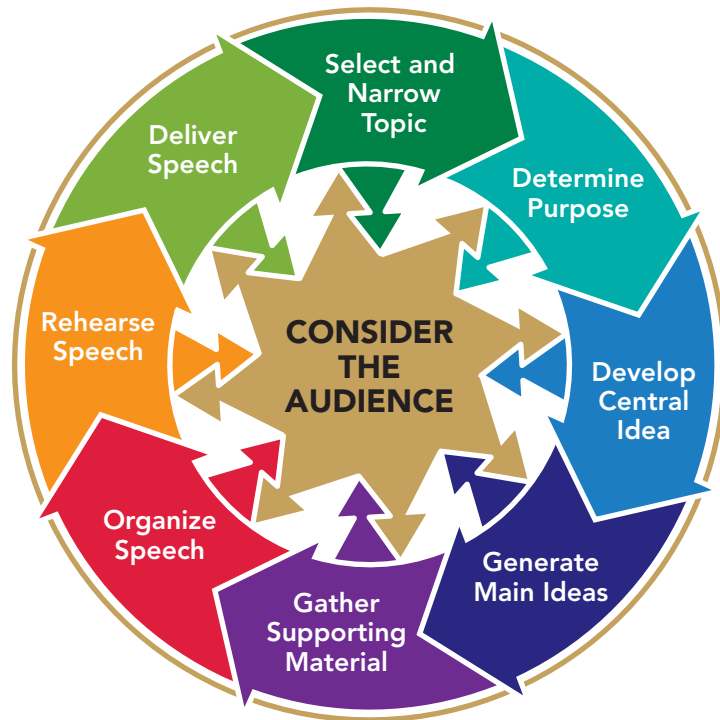 Select and
Narrow
Topic
Determine
Purpose
Develop
Central
Idea
Generate
Main Ideas
Gather
Supporting
Material
Organize
Speech
Rehearse
Speech
Deliver
Speech
CONSIDER
THE
AUDIENCE